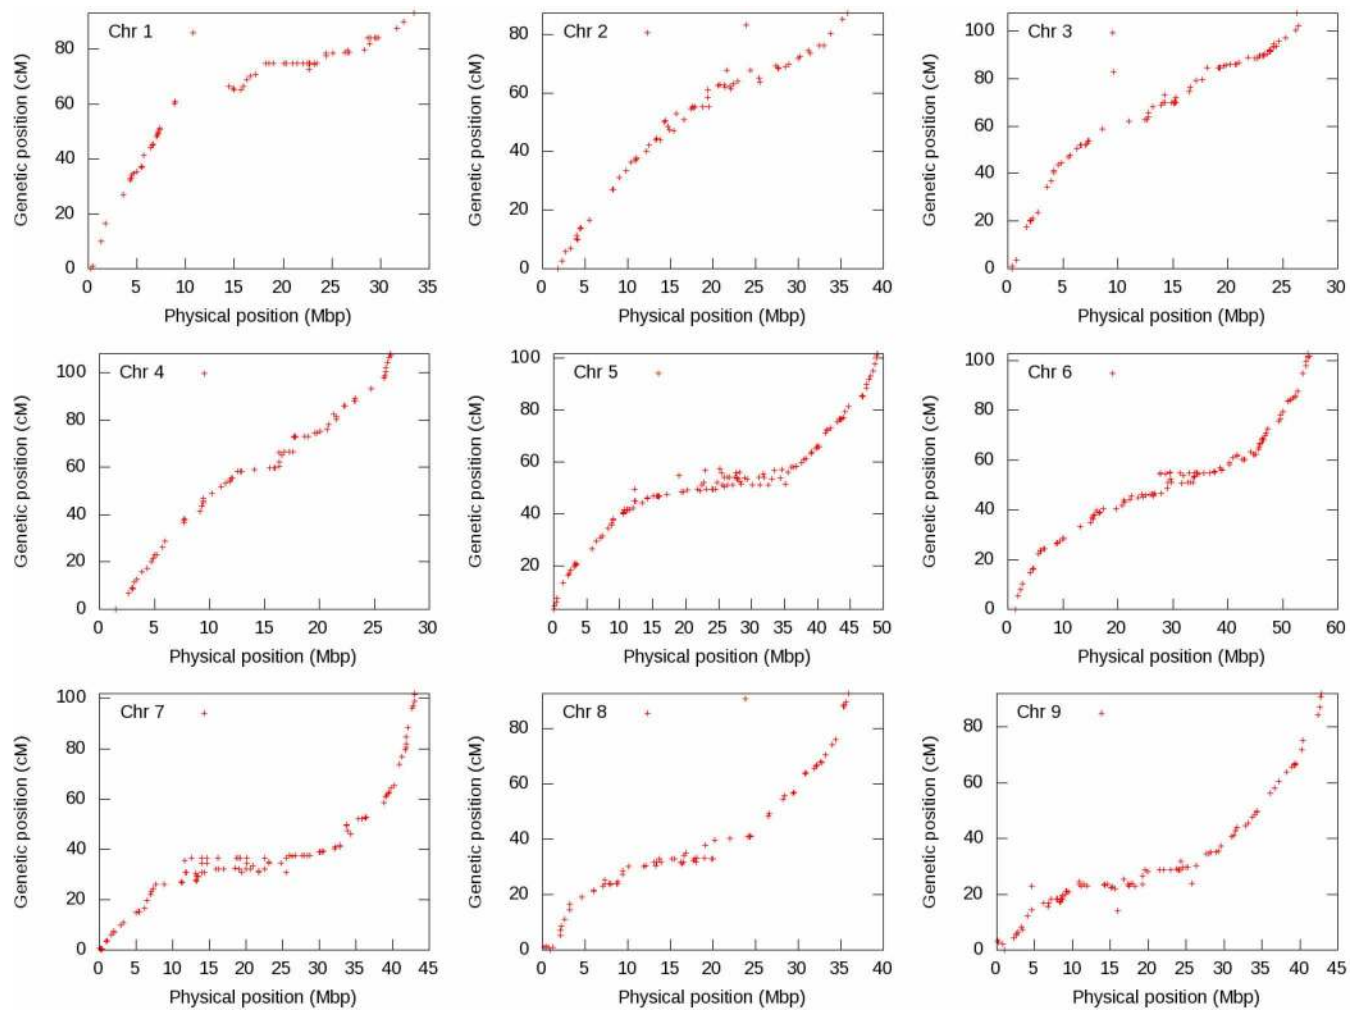 Chr 1
Genetic position (cM)
80
60
40
20
0
0 5 10 15 20 25 30 35
Physical position (Mbp)
Chr 2
Genetic position (cM)
80
60
40
20
0
0 5 10 15 20 25 30 35 40
Physical position (Mbp)
Chr 3
Genetic position (cM)
100
80
60
40
20
0
0 5 10 15 20 25 30
Physical position (Mbp)
Chr 4
Genetic position (cM)
100
80
60
40
20
0
0 5 10 15 20 25 30
Physical position (Mbp)
Chr 5
Genetic position (cM)
100
80
60
40
20
0 5 10 15 20 25 30 35 40 45 50
Physical position (Mbp)
Chr 6
Genetic position (cM)
100
80
60
40
20
0
0 10 20 30 40 50 60
Physical position (Mbp)
Chr 7
Genetic position (cM)
100
80
60
40
20
0
0 5 10 15 20 25 30 35 40 45
Physical position (Mbp)
Chr 8
Genetic position (cM)
80
60
40
20
0
0 5 10 15 20 25 30 35 40
Physical position (Mbp)
Chr 9
Genetic position (cM)
80
60
40
20
0
0 5 10 15 20 25 30 35 40 45
Physical position (Mbp)